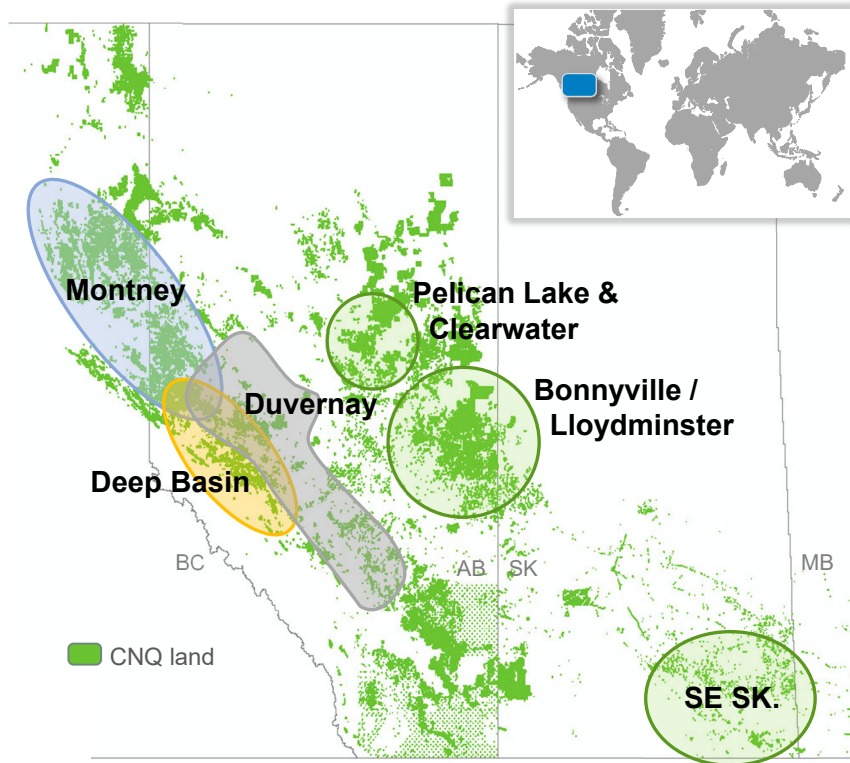 Montney
Pelican Lake &
Clearwater
Duvernay
Bonnyville /
Lloydminster
Deep Basin
BC
AB
SK
MB
CNQ land
SE SK.